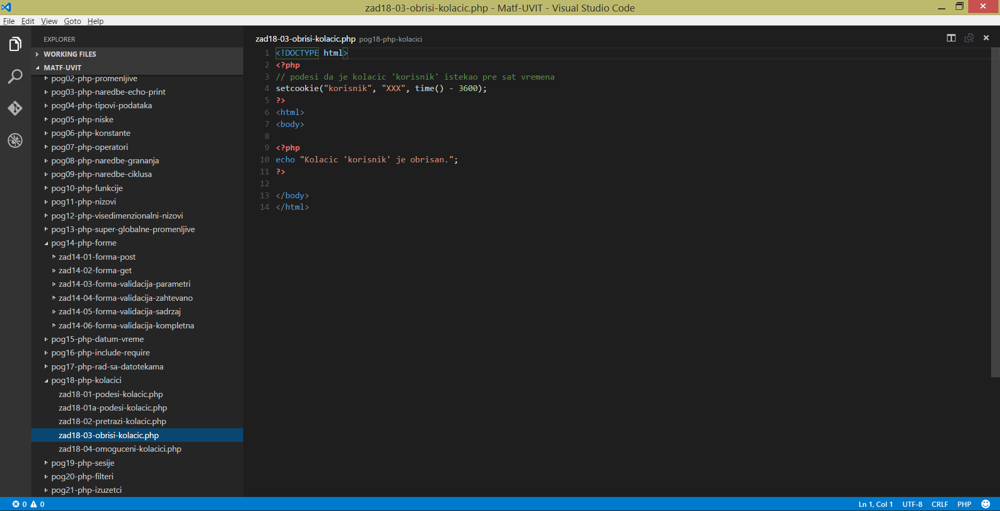 zad18-03-obrisi-kolacic.php - Matf-UVIT - Visual Studio Code
File Edit View Goto Help
EXPLORER
WORKING FILES
MATF-UVIT
pog02-php-promenljive
pog03-php-naredbe-echo-print
pog04-php-tipovi-podataka
pog05-php-niske
pog06-php-konstante
pog07-php-operatori
pog08-php-naredbe-grananja
pog09-php-naredbe-ciklusa
pog10-php-funkcije
pog11-php-nizovi
pog12-php-visedimenzionalni-nizovi
pog13-php-super-globalne-promenljive
pog14-php-forme
zad14-01-forma-post
zad14-02-forma-get
zad14-03-forma-validacija-parametri
zad14-04-forma-validacija-zahtevano
zad14-05-forma-validacija-sadrzaj
zad14-06-forma-validacija-kompletna
pog15-php-datum-vreme
pog16-php-include-require
pog17-php-rad-sa-datotekama
pog18-php-kolacici
zad18-01-podesi-kolacic.php
zad18-01a-podesi-kolacic.php
zad18-02-pretrazi-kolacic.php
zad18-03-obrisi-kolacic.php
zad18-04-omoguceni-kolacici.php
pog19-php-sesije
pog20-php-filteri
pog21-php-izuzetci
zad18-03-obrisi-kolacic.php pog18-php-kolacici
1 <!DOCTYPE html>
2 <?php
3 // podesi da je kolacic 'korisnik' istekao pre sat vremena
4 setcookie("korisnik", "XXX", time() - 3600);
5 ?>
6 <html>
7 <body>
8
9 <?php
10 echo "Kolacic 'korisnik' je obrisan.";
11 ?>
12
13 </body>
14 </html>
0 0
Ln 1, Col 1 UTF-8 CRLF PHP